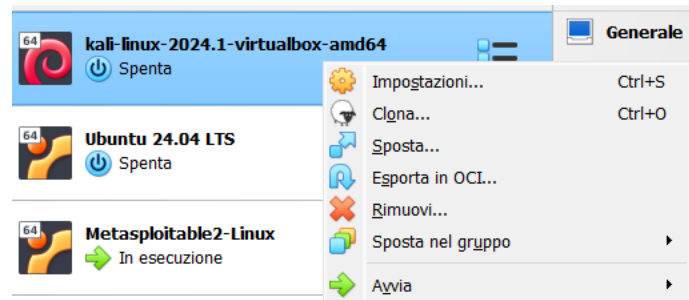 64
kali-linux-2024.1-virtualbox-amd64
Spenta
Generale
Impostazioni... Ctrl+S
Clona... Ctrl+O
Sposta...
Esporta in OCI...
Rimuovi...
Sposta nel gruppo
Avvia
64
Ubuntu 24.04 LTS
Spenta
64
Metasploitable2-Linux
In esecuzione